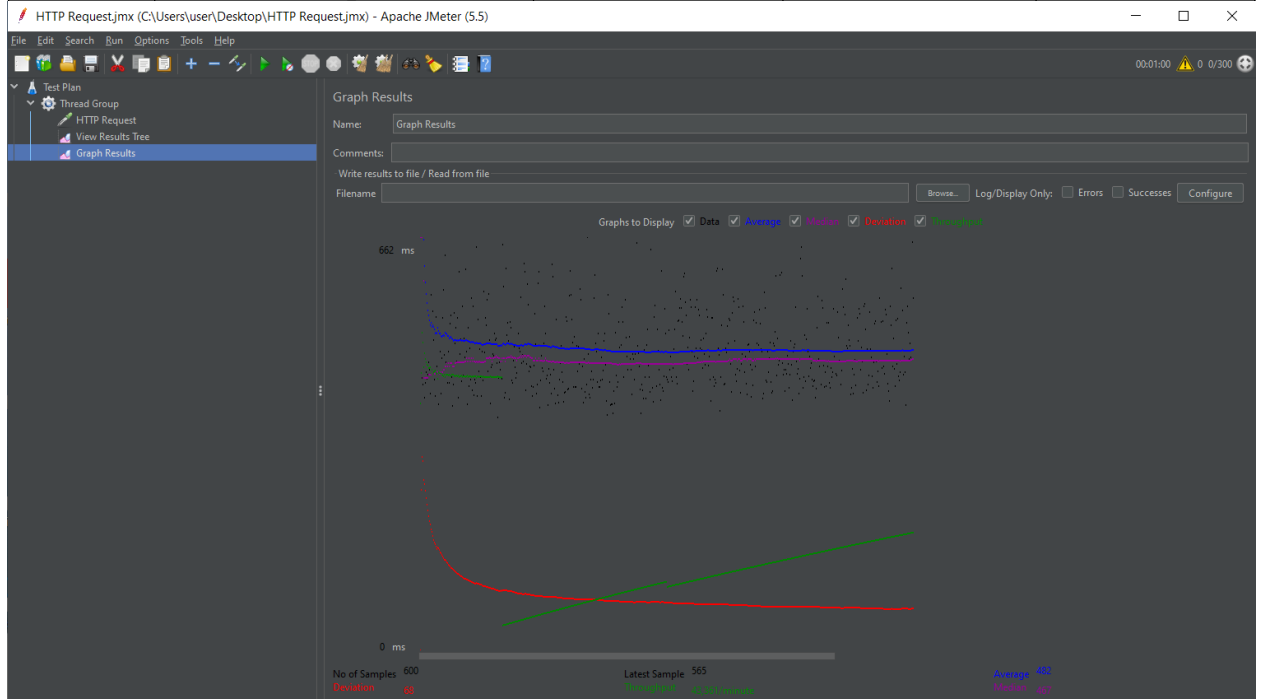 HTTP Request.jmx (C:\Users\user\Desktop\HTTP Request.jmx) - Apache JMeter (5.5)
File Edit Search Run Options Tools Help
00:01:00 0 0/300
Test Plan
Thread Group
HTTP Request
View Results Tree
Graph Results
Graph Results
Name: Graph Results
Comments:
Write results to file / Read from file
Filename Browse... Log/Display Only: Errors Successes Configure
Graphs to Display Data Average Median Deviation Throughput
662 ms
0 ms
No of Samples 600 Latest Sample 565 Average 482
Deviation 68 Throughput Median